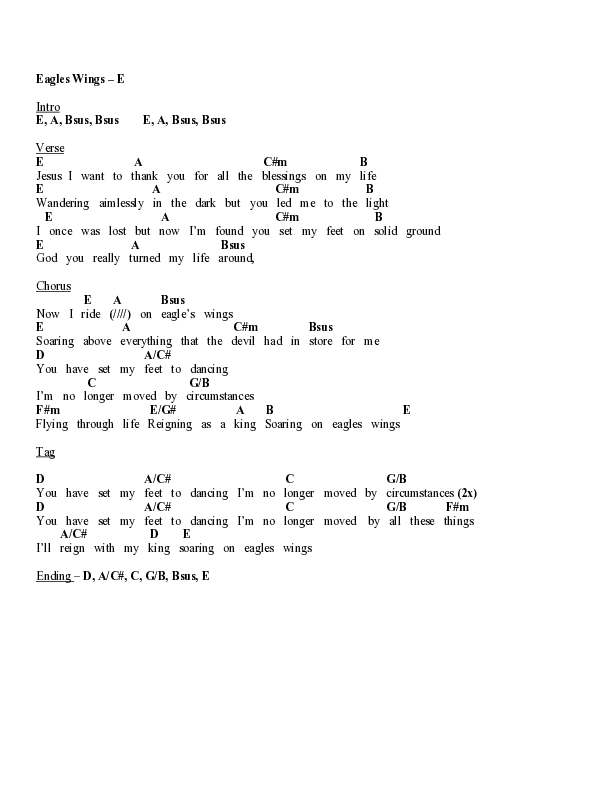 Eagles Wings – E
Intro
E, A, Bsus, Bsus E, A, Bsus, Bsus
Verse
E A C#m B
Jesus I want to thank you for all the blessings on my life
E A C#m B
Wandering aimlessly in the dark but you led me to the light
E A C#m B
I once was lost but now I'm found you set my feet on solid ground
E A Bsus
God you really turned my life around,
Chorus
E A Bsus
Now I ride (////) on eagle's wings
E A C#m Bsus
Soaring above everything that the devil had in store for me
D A/C#
You have set my feet to dancing
C G/B
I'm no longer moved by circumstances
F#m E/G# A B E
Flying through life Reigning as a king Soaring on eagles wings
Tag
D A/C# C G/B
You have set my feet to dancing I'm no longer moved by circumstances (2x)
D A/C# C G/B F#m
You have set my feet to dancing I'm no longer moved by all these things
A/C# D E
I'll reign with my king soaring on eagles wings
Ending – D, A/C#, C, G/B, Bsus, E